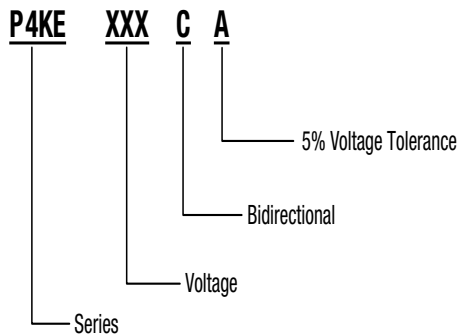 P4KE XXX C A
5% Voltage Tolerance
Bidirectional
Voltage
Series